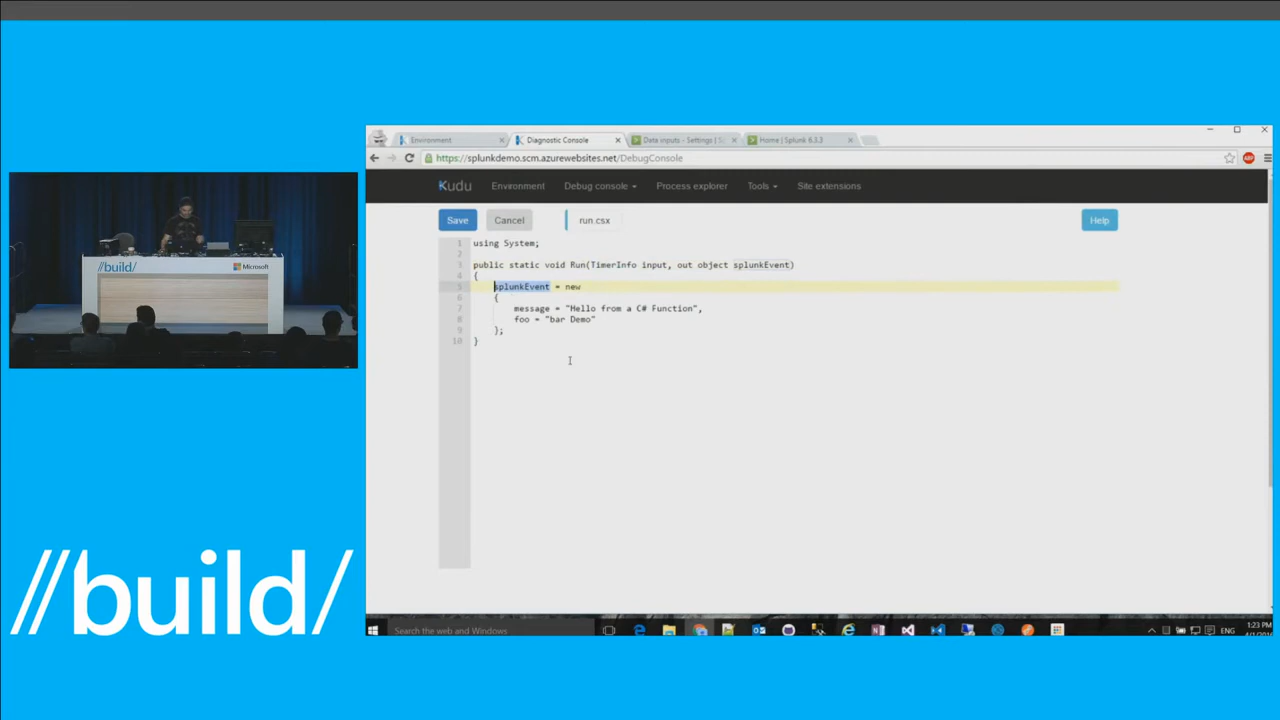 Environment
Diagnostic Console
Data inputs - Settings | S
Home | Splunk 6.3.3
https://splunkdemo.scm.azurewebsites.net/DebugConsole
ABP
Kudu Environment Debug console Process explorer Tools Site extensions
Save Cancel run.csx Help
1 using System;
2
3 public static void Run(TimerInfo input, out object splunkEvent)
4 {
5 splunkEvent = new
6 {
7 message = "Hello from a C# Function",
8 foo = "bar Demo"
9 };
10 }
//build/
Microsoft
//build/
Search the web and Windows
ENG
1:23 PM